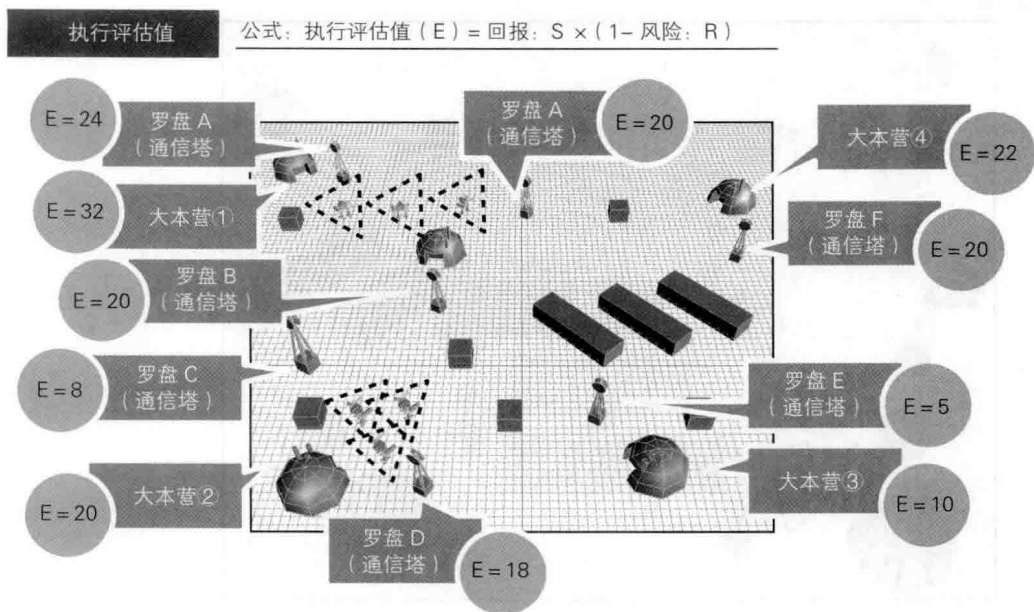 执行评估值
公式：执行评估值（E）= 回报：S ×（1- 风险：R）
E = 24
罗盘 A
（通信塔）
罗盘 A
（通信塔）
E = 20
大本营④
E = 22
E = 32
大本营①
罗盘 F
（通信塔）
E = 20
罗盘 B
（通信塔）
E = 20
罗盘 C
（通信塔）
E = 8
罗盘 E
（通信塔）
E = 5
大本营②
E = 20
大本营③
E = 10
罗盘 D
（通信塔）
E = 18